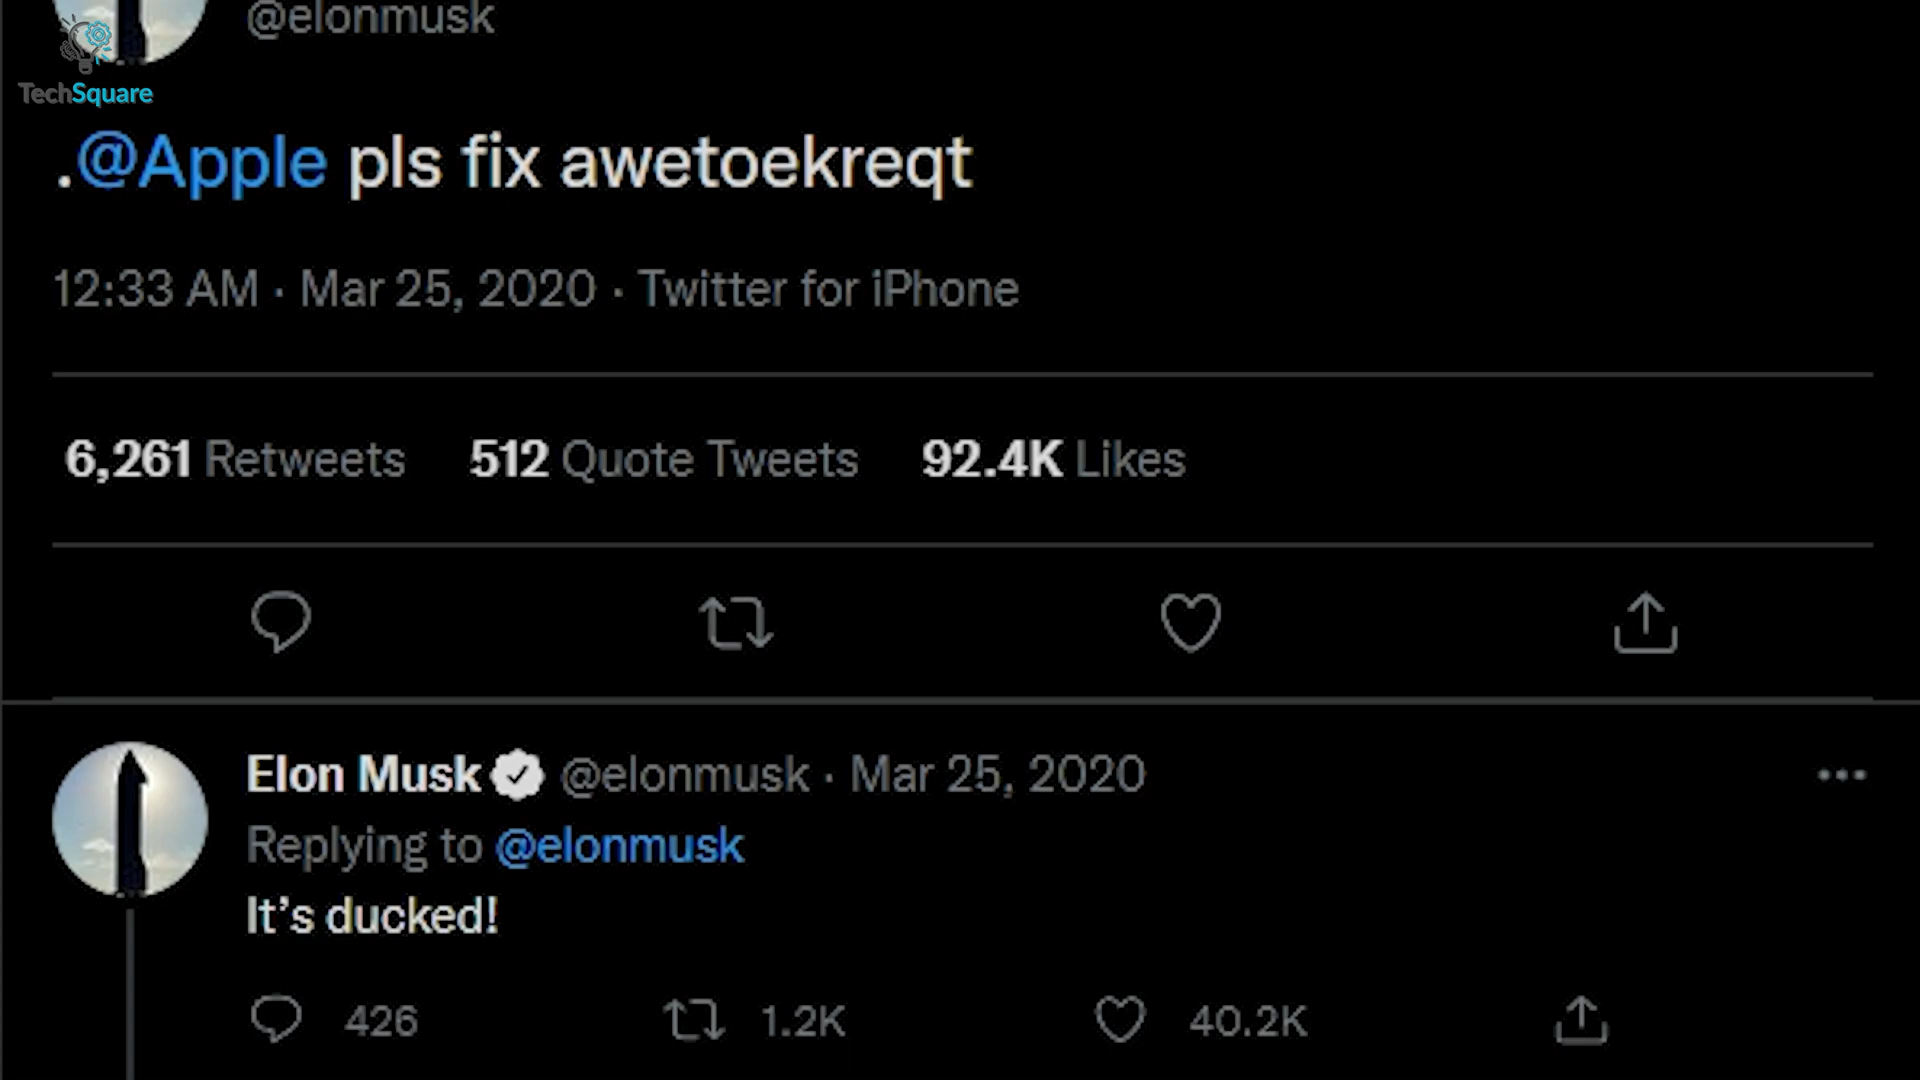 @elonmusk
TechSquare
.@Apple pls fix awetoekreqt
12:33 AM · Mar 25, 2020 · Twitter for iPhone
6,261 Retweets 512 Quote Tweets 92.4K Likes
Elon Musk @elonmusk · Mar 25, 2020
Replying to @elonmusk
It’s ducked!
426 1.2K 40.2K